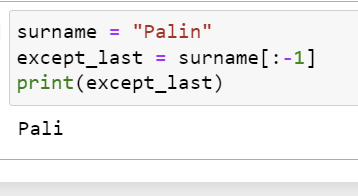 surname = "Palin"
except_last = surname[:-1]
print(except_last)
Pali